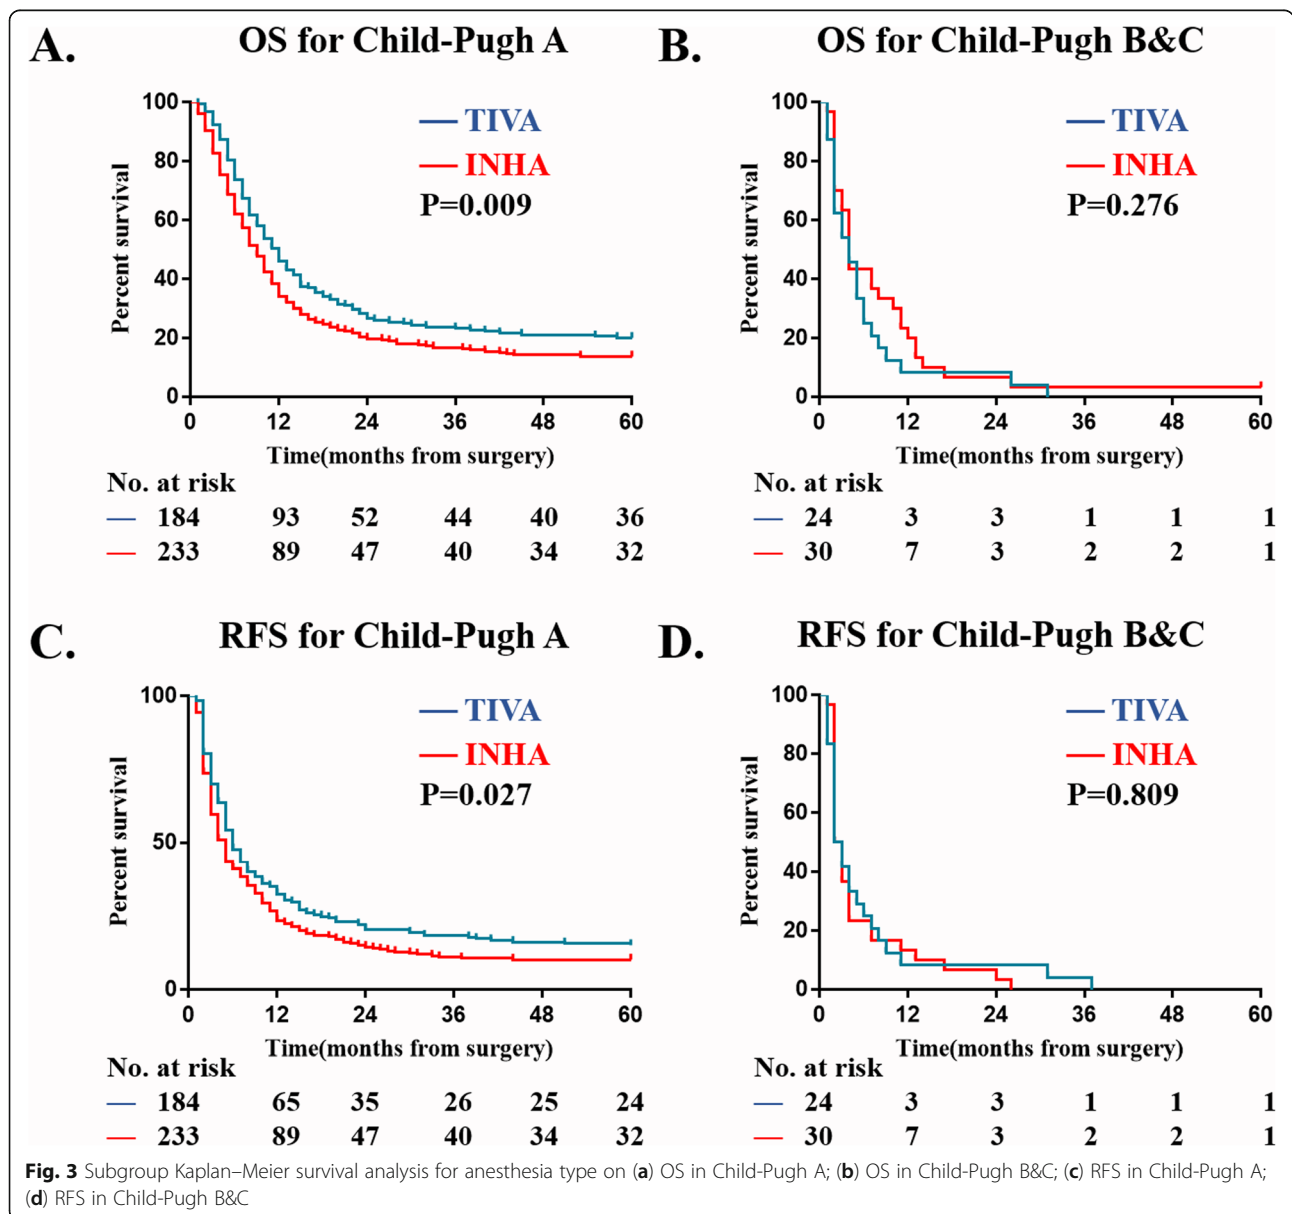 A. OS for Child-Pugh A
100
80
60
40
20
0
Percent survival
TIVA
INHA
P=0.009
0 12 24 36 48 60
Time(months from surgery)
No. at risk
184 93 52 44 40 36
233 89 47 40 34 32
B. OS for Child-Pugh B&C
100
80
60
40
20
0
Percent survival
TIVA
INHA
P=0.276
0 12 24 36 48 60
Time(months from surgery)
No. at risk
24 3 3 1 1 1
30 7 3 2 2 1
C. RFS for Child-Pugh A
100
50
0
Percent survival
TIVA
INHA
P=0.027
0 12 24 36 48 60
Time(months from surgery)
No. at risk
184 65 35 26 25 24
233 89 47 40 34 32
D. RFS for Child-Pugh B&C
100
80
60
40
20
0
Percent survival
TIVA
INHA
P=0.809
0 12 24 36 48 60
Time(months from surgery)
No. at risk
24 3 3 1 1 1
30 7 3 2 2 1
Fig. 3 Subgroup Kaplan–Meier survival analysis for anesthesia type on (a) OS in Child-Pugh A; (b) OS in Child-Pugh B&C; (c) RFS in Child-Pugh A;
(d) RFS in Child-Pugh B&C